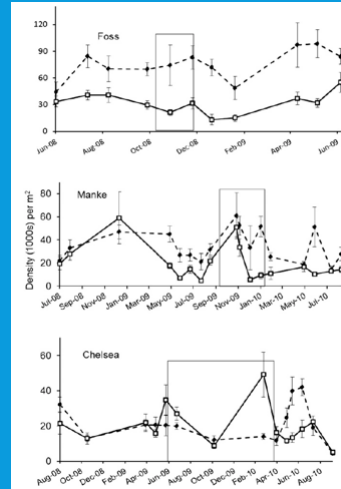 Foss
120
90
60
30
0
Jun-08 Aug-08 Oct-08 Dec-08 Feb-09 Apr-09 Jun-09
Density (1000s) per m²
Manke
80
60
40
20
0
Jul-08 Sep-08 Nov-08 Jan-09 Mar-09 May-09 Jul-09 Sep-09 Nov-09 Jan-10 Mar-10 May-10 Jul-10
Chelsea
60
40
20
0
Aug-08 Oct-08 Dec-08 Feb-09 Apr-09 Jun-09 Aug-09 Oct-09 Dec-09 Feb-10 Apr-10 Jun-10 Aug-10